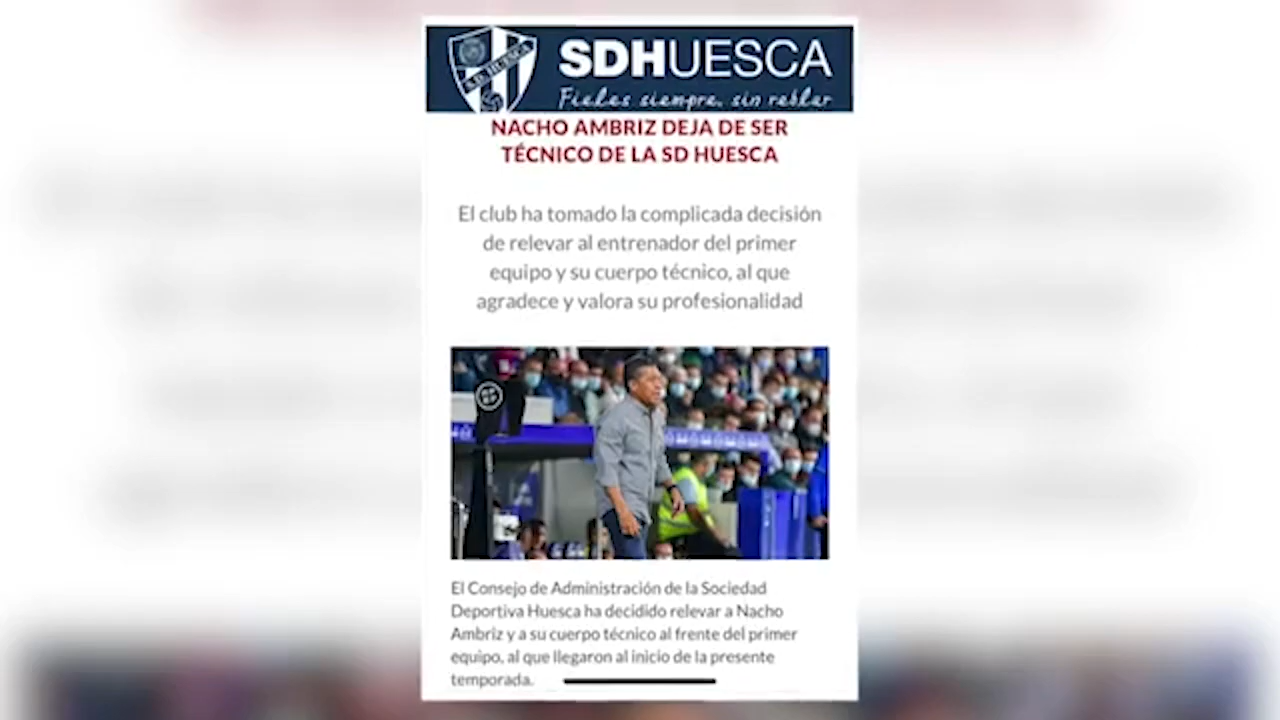 S.D. HUESCA
SDHUESCA
Fieles siempre, sin reblar
NACHO AMBRIZ DEJA DE SER
TÉCNICO DE LA SD HUESCA
El club ha tomado la complicada decisión
de relevar al entrenador del primer
equipo y su cuerpo técnico, al que
agradece y valora su profesionalidad
El Consejo de Administración de la Sociedad
Deportiva Huesca ha decidido relevar a Nacho
Ambriz y a su cuerpo técnico al frente del primer
equipo, al que llegaron al inicio de la presente
temporada.